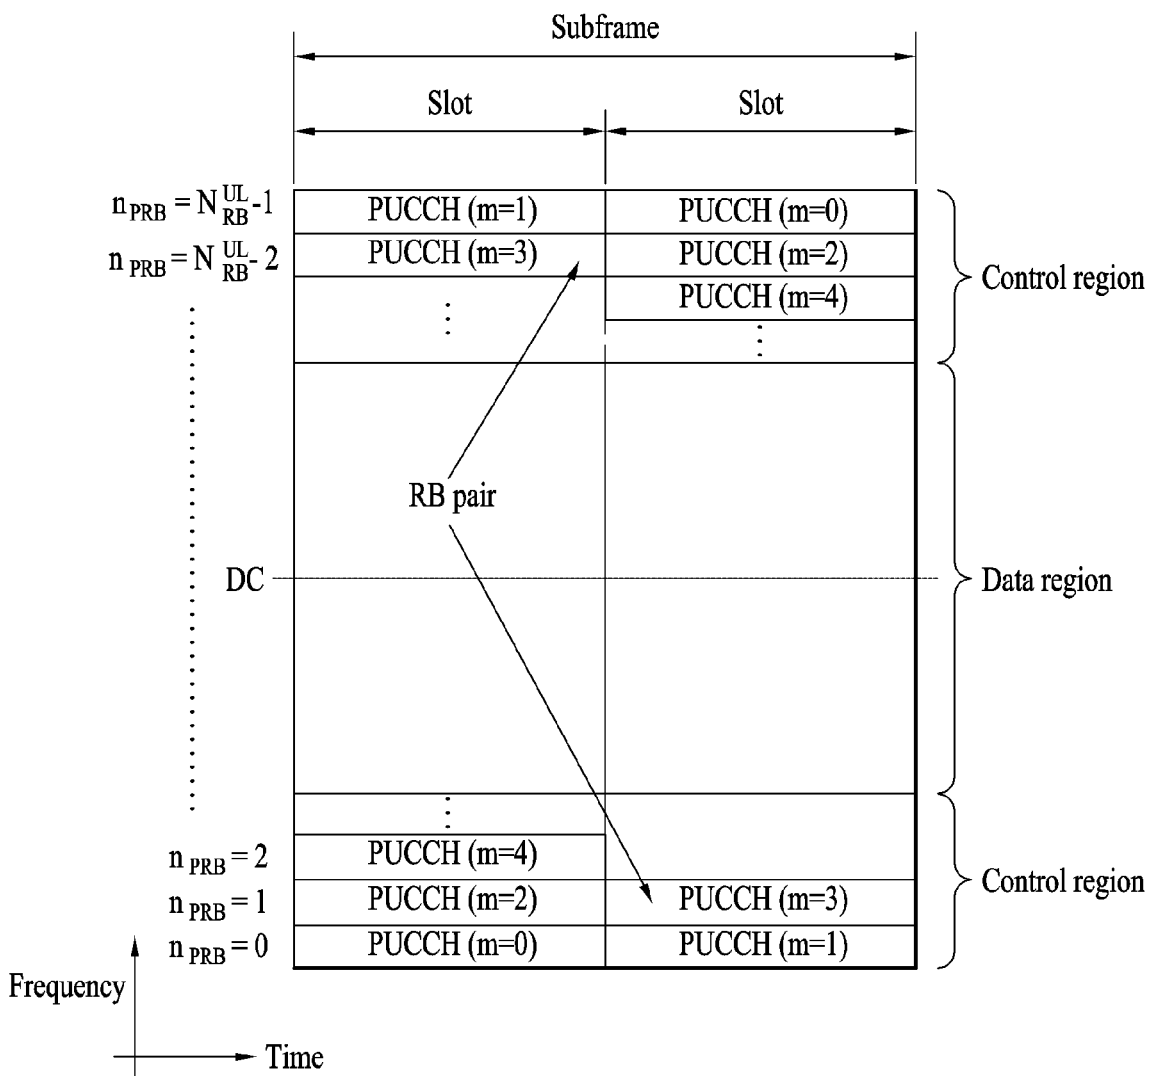 Subframe
Slot Slot
n PRB = N UL RB -1 PUCCH (m=1) PUCCH (m=0)
n PRB = N UL RB - 2 PUCCH (m=3) PUCCH (m=2)
Control region
PUCCH (m=4)
RB pair
DC
Data region
n PRB = 2 PUCCH (m=4)
Control region
n PRB = 1 PUCCH (m=2) PUCCH (m=3)
n PRB = 0 PUCCH (m=0) PUCCH (m=1)
Frequency
Time